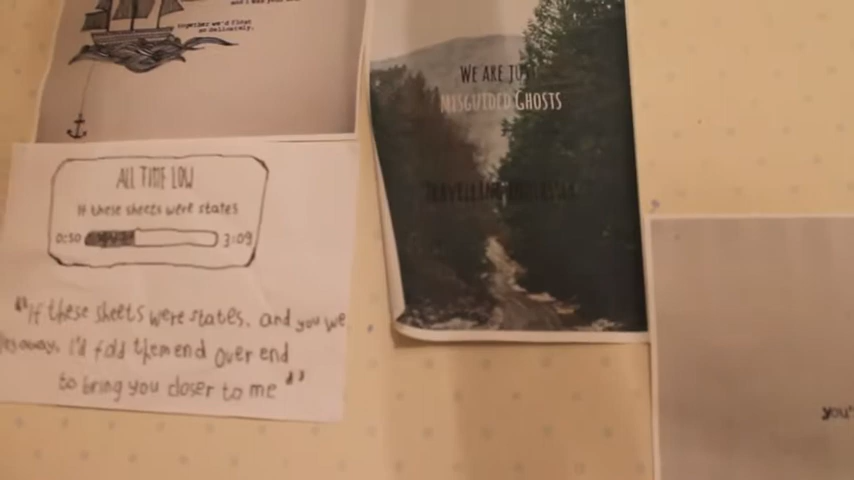 together we'd float
so delicately.
WE ARE JUST
MISGUIDED GHOSTS
TRAVELLING
ALL TIME LOW
If these sheets were states
0:50 3:09
"If these sheets were states, and you we
away, I'd fold them end over end
to bring you closer to me"
you'